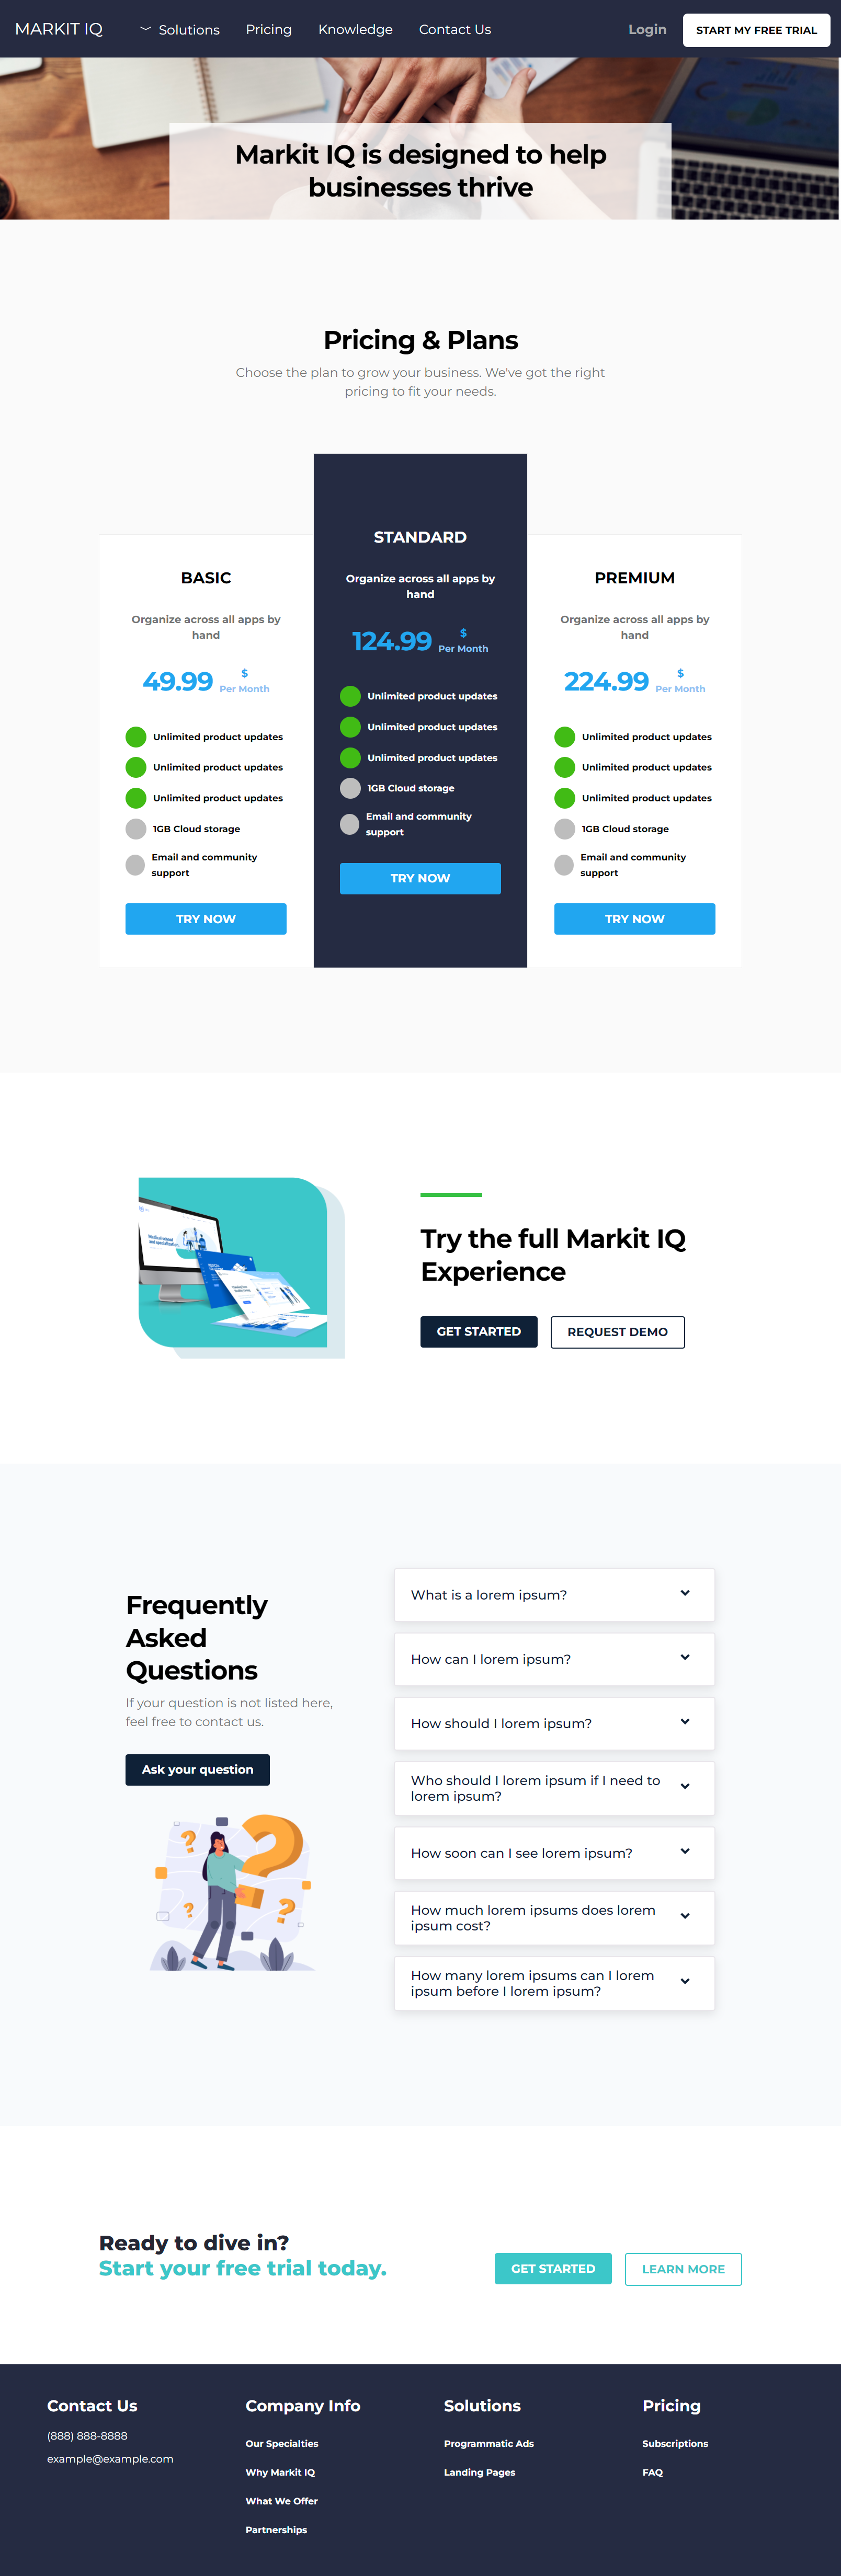 MARKIT IQ
Solutions
Pricing
Knowledge
Contact Us
Login
START MY FREE TRIAL
Markit IQ is designed to help
businesses thrive
Pricing & Plans
Choose the plan to grow your business. We've got the right
pricing to fit your needs.
BASIC
Organize across all apps by
hand
49.99
$
Per Month
Unlimited product updates
Unlimited product updates
Unlimited product updates
1GB Cloud storage
Email and community
support
TRY NOW
STANDARD
Organize across all apps by
hand
124.99
$
Per Month
Unlimited product updates
Unlimited product updates
Unlimited product updates
1GB Cloud storage
Email and community
support
TRY NOW
PREMIUM
Organize across all apps by
hand
224.99
$
Per Month
Unlimited product updates
Unlimited product updates
Unlimited product updates
1GB Cloud storage
Email and community
support
TRY NOW
Try the full Markit IQ
Experience
GET STARTED
REQUEST DEMO
Frequently
Asked
Questions
If your question is not listed here,
feel free to contact us.
Ask your question
? ? ? ?
What is a lorem ipsum?
How can I lorem ipsum?
How should I lorem ipsum?
Who should I lorem ipsum if I need to
lorem ipsum?
How soon can I see lorem ipsum?
How much lorem ipsums does lorem
ipsum cost?
How many lorem ipsums can I lorem
ipsum before I lorem ipsum?
Ready to dive in?
Start your free trial today.
GET STARTED
LEARN MORE
Contact Us
(888) 888-8888
example@example.com
Company Info
Our Specialties
Why Markit IQ
What We Offer
Partnerships
Solutions
Programmatic Ads
Landing Pages
Pricing
Subscriptions
FAQ